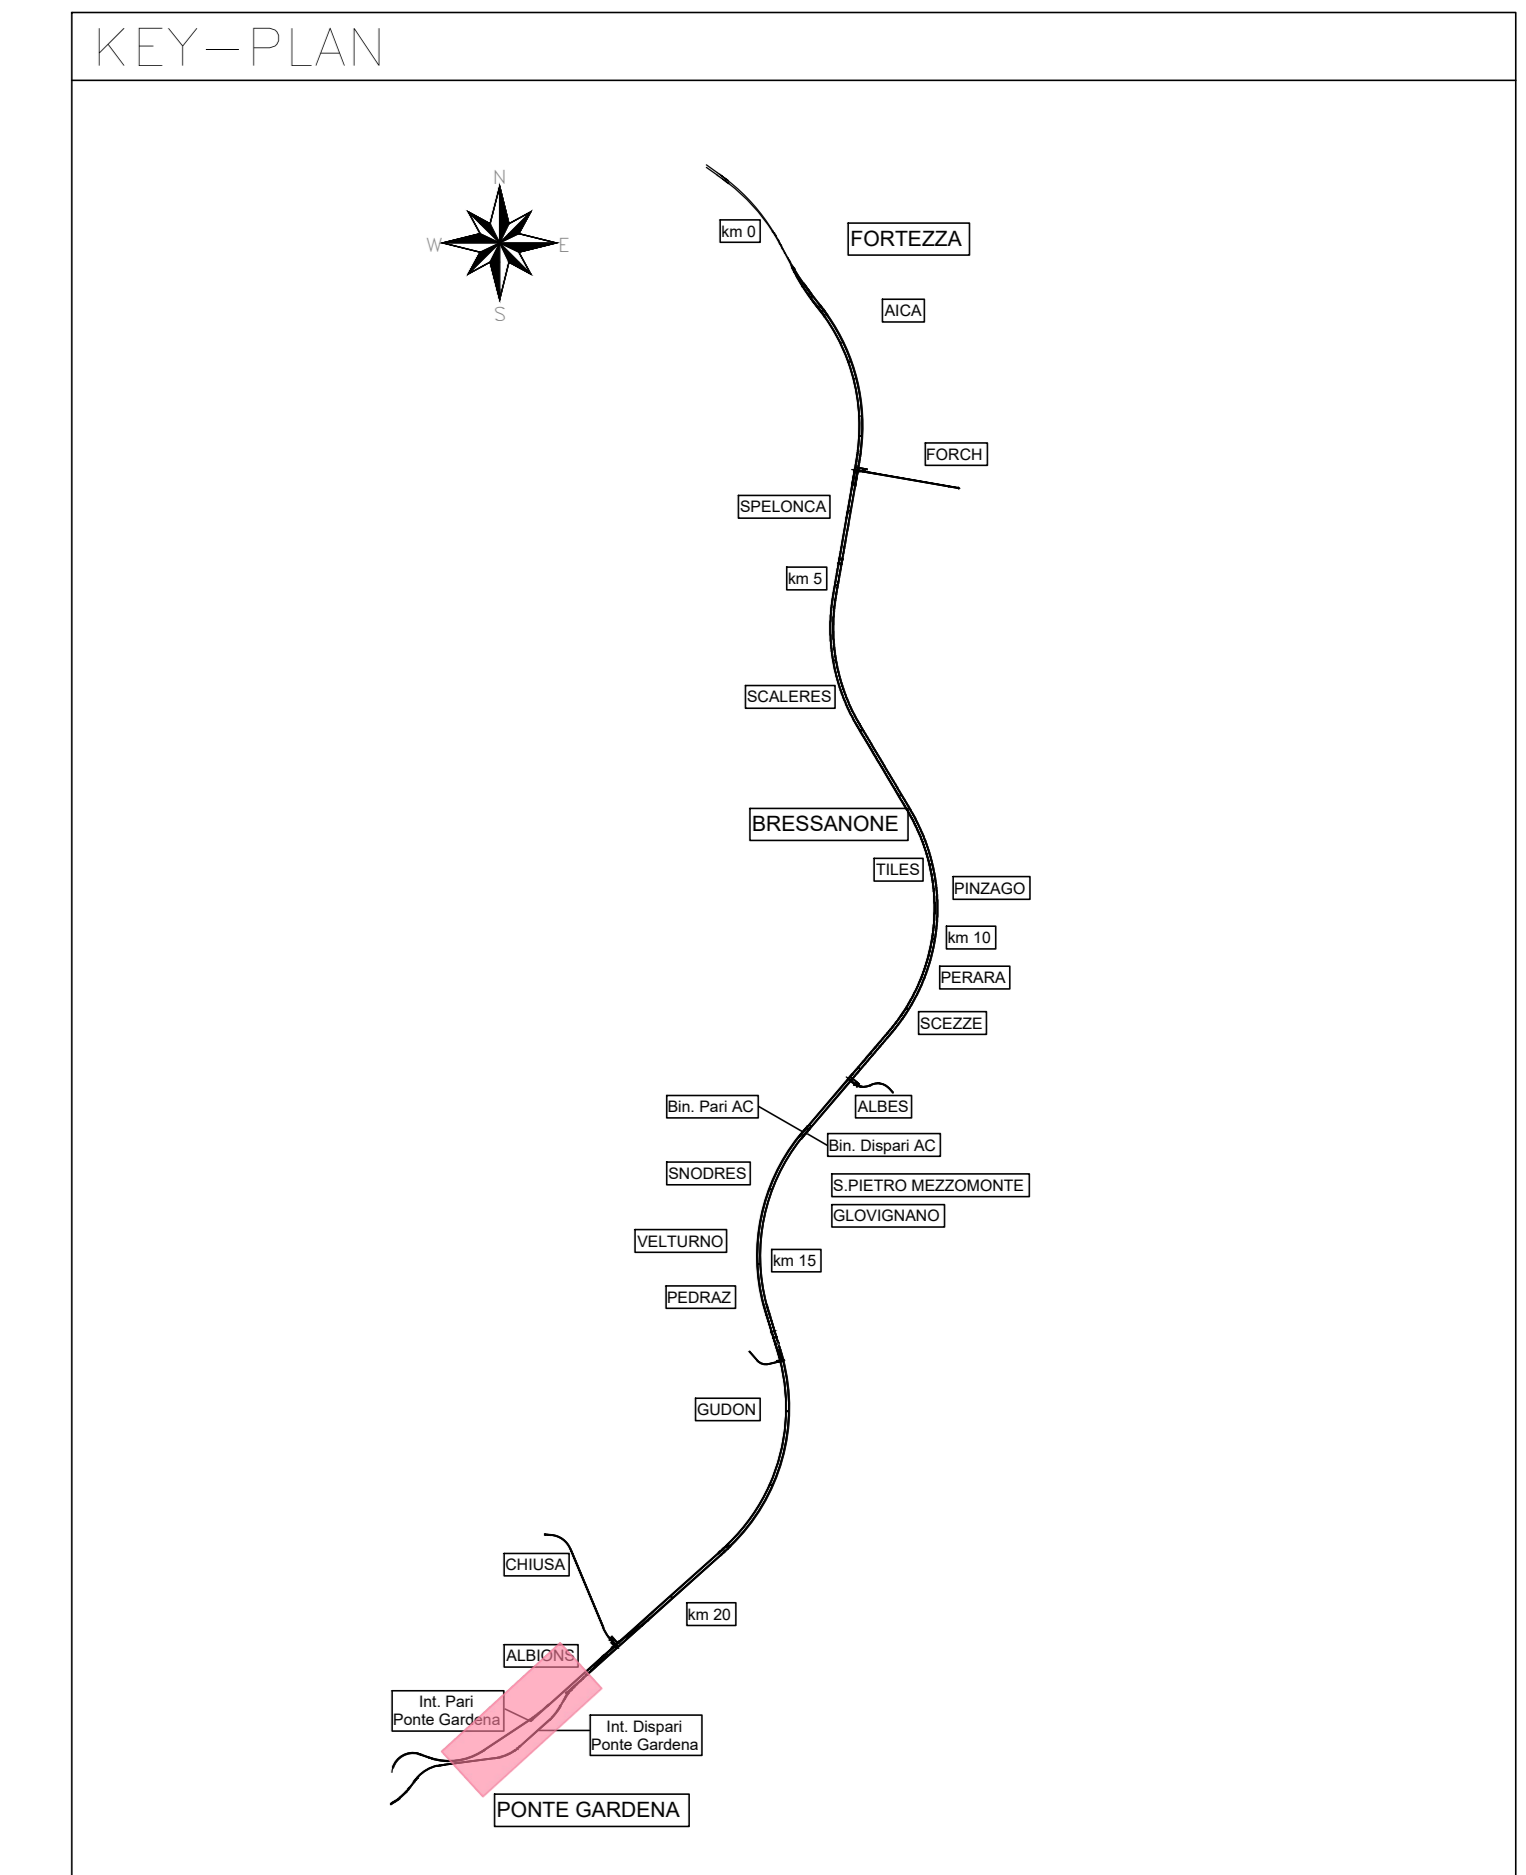 KEY-PLAN
N
W
E
S
km 0
FORTEZZA
AICA
FORCH
SPELONCA
km 5
SCALERES
BRESSANONE
TILES
PINZAGO
km 10
PERARA
SCEZZE
Bin. Pari AC
ALBES
Bin. Dispari AC
SNODRES
S.PIETRO MEZZOMONTE
GLOVIGNANO
VELTURNO
km 15
PEDRAZ
GUDON
CHIUSA
km 20
ALBIONS
Int. Pari
Ponte Gardena
Int. Dispari
Ponte Gardena
PONTE GARDENA